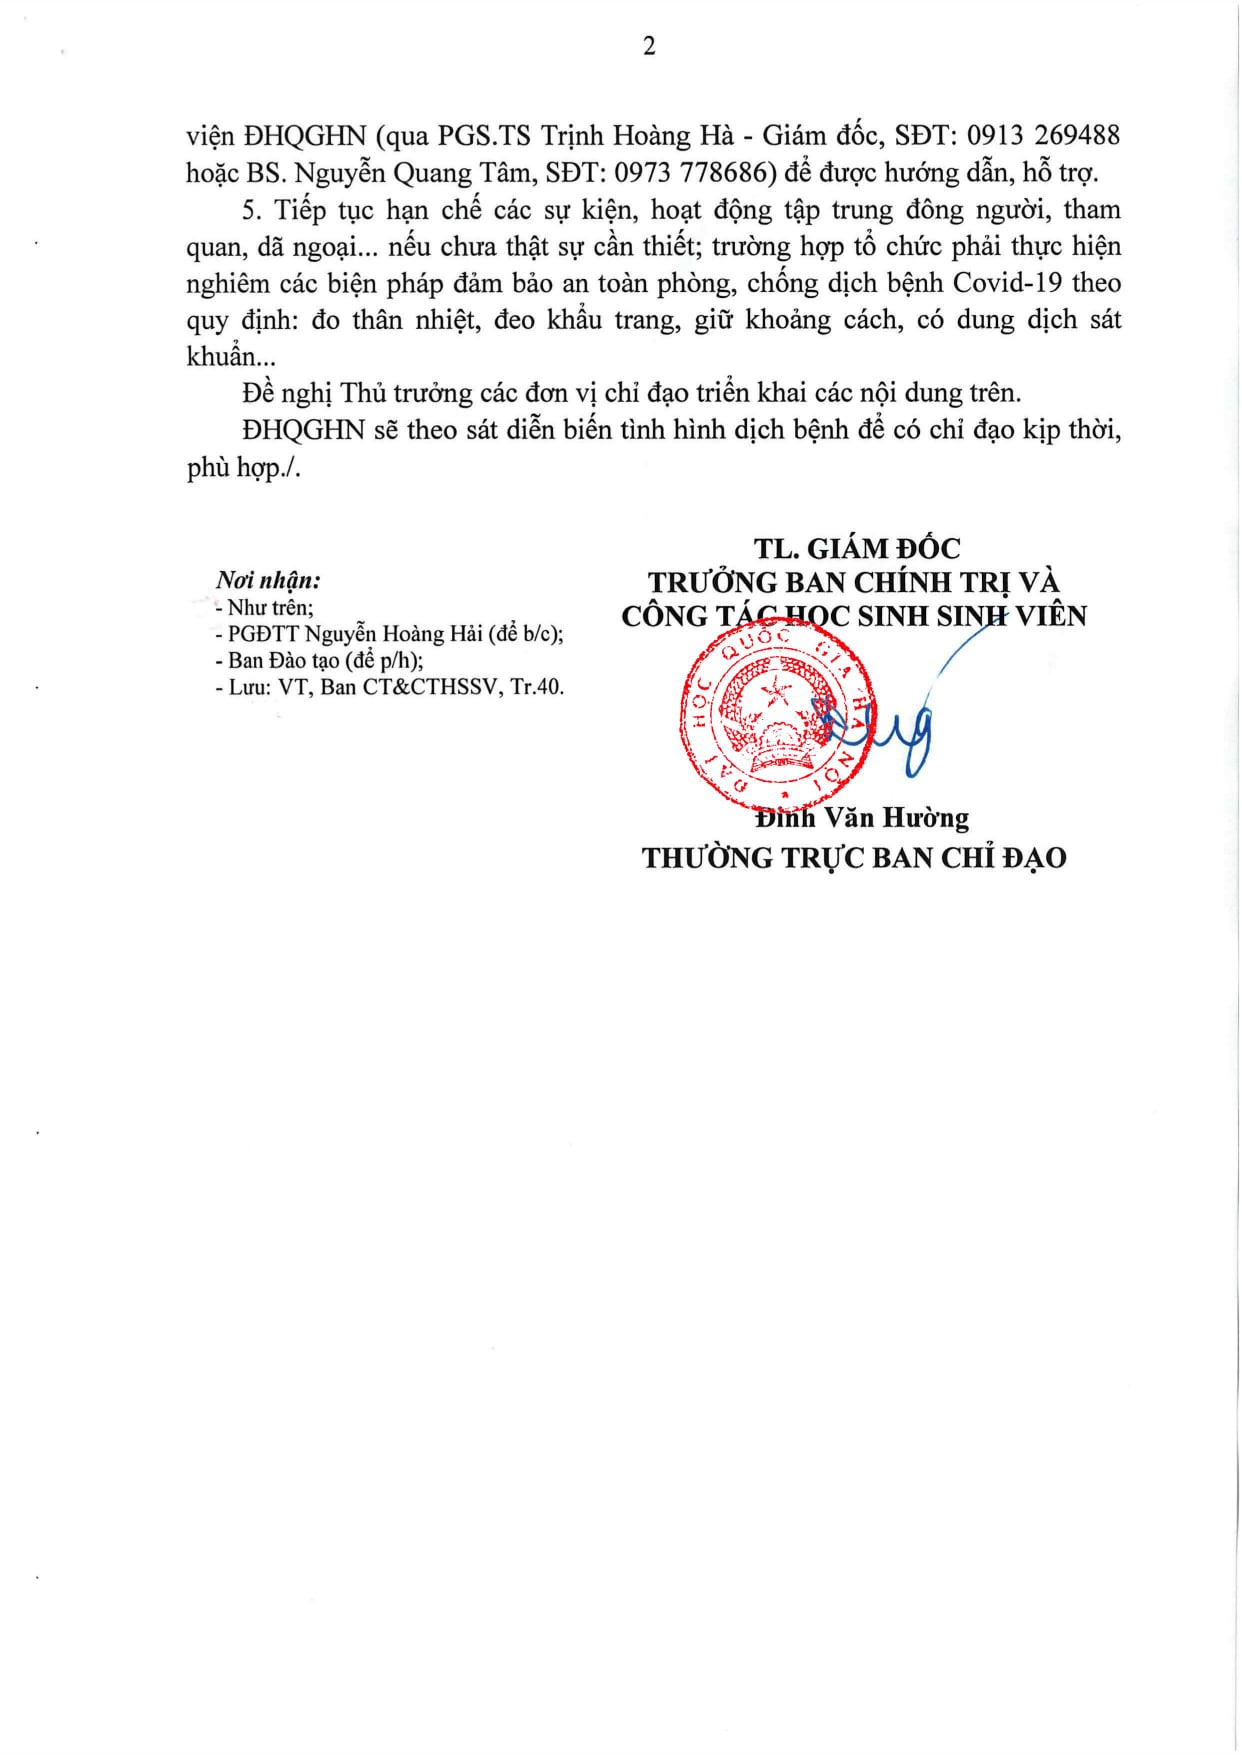 2
viện ĐHQGHN (qua PGS.TS Trịnh Hoàng Hà - Giám đốc, SĐT: 0913 269488
hoặc BS. Nguyễn Quang Tâm, SĐT: 0973 778686) để được hướng dẫn, hỗ trợ.
5. Tiếp tục hạn chế các sự kiện, hoạt động tập trung đông người, tham
quan, dã ngoại... nếu chưa thật sự cần thiết; trường hợp tổ chức phải thực hiện
nghiêm các biện pháp đảm bảo an toàn phòng, chống dịch bệnh Covid-19 theo
quy định: đo thân nhiệt, đeo khẩu trang, giữ khoảng cách, có dung dịch sát
khuẩn...
Đề nghị Thủ trưởng các đơn vị chỉ đạo triển khai các nội dung trên.
ĐHQGHN sẽ theo sát diễn biến tình hình dịch bệnh để có chỉ đạo kịp thời,
phù hợp./.
Nơi nhận:
- Như trên;
- PGĐTT Nguyễn Hoàng Hải (để b/c);
- Ban Đào tạo (để p/h);
- Lưu: VT, Ban CT&CTHSSV, Tr.40.
TL. GIÁM ĐỐC
TRƯỞNG BAN CHÍNH TRỊ VÀ
CÔNG TÁC HỌC SINH SINH VIÊN
ĐẠI HỌC QUỐC GIA HÀ NỘI
Đinh Văn Hường
THƯỜNG TRỰC BAN CHỈ ĐẠO